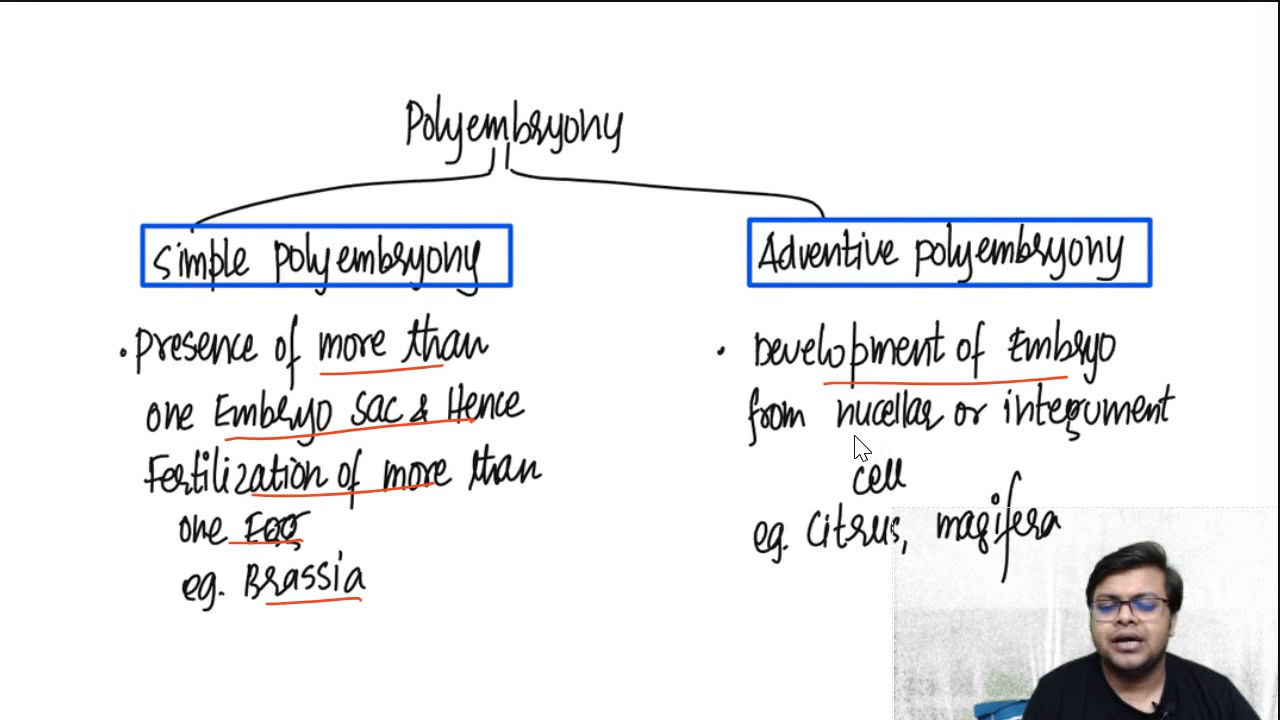 Polyembryony
Simple polyembryony
• Presence of more than
one Embryo sac & Hence
Fertilization of more than
one Egg
eg. Brassia
Adventive polyembryony
• Development of Embryo
from nucellar or integument
cell
eg. Citrus, magifera